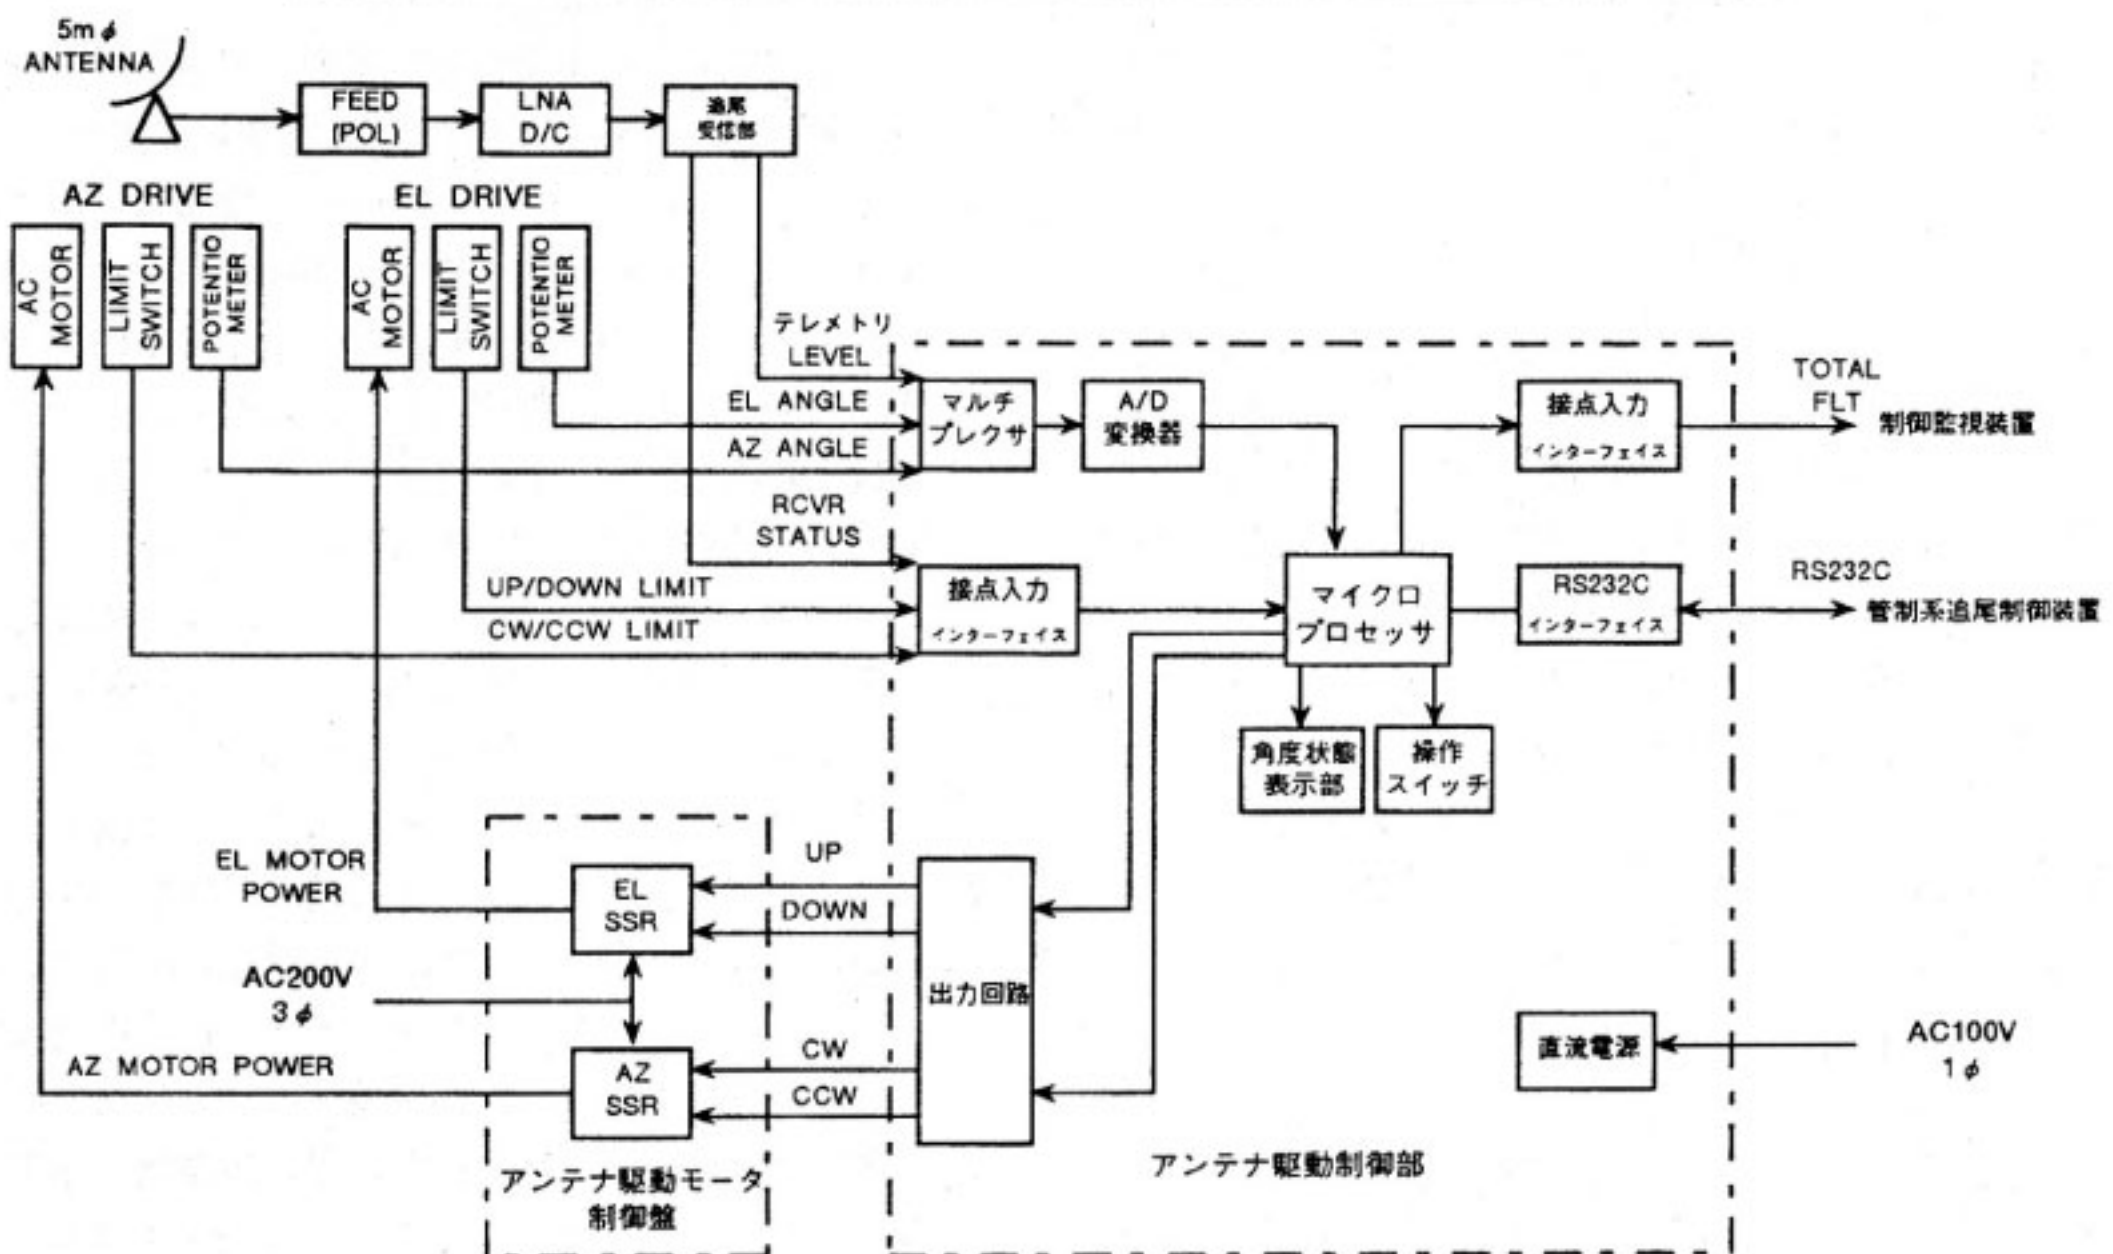 5mφ
ANTENNA
FEED
(POL)
LNA
D/C
追尾
受信部
AZ DRIVE
EL DRIVE
AC
MOTOR
LIMIT
SWITCH
POTENTIO
METER
AC
MOTOR
LIMIT
SWITCH
POTENTIO
METER
テレメトリ
LEVEL
EL ANGLE
AZ ANGLE
マルチ
プレクサ
A/D
変換器
接点入力
インターフェイス
TOTAL
FLT
制御監視装置
RCVR
STATUS
UP/DOWN LIMIT
CW/CCW LIMIT
接点入力
インターフェイス
マイクロ
プロセッサ
RS232C
インターフェイス
RS232C
管制系追尾制御装置
角度状態
表示部
操作
スイッチ
EL MOTOR
POWER
EL
SSR
UP
DOWN
AC200V
3φ
出力回路
AZ MOTOR POWER
AZ
SSR
CW
CCW
直流電源
AC100V
1φ
アンテナ駆動モータ
制御盤
アンテナ駆動制御部